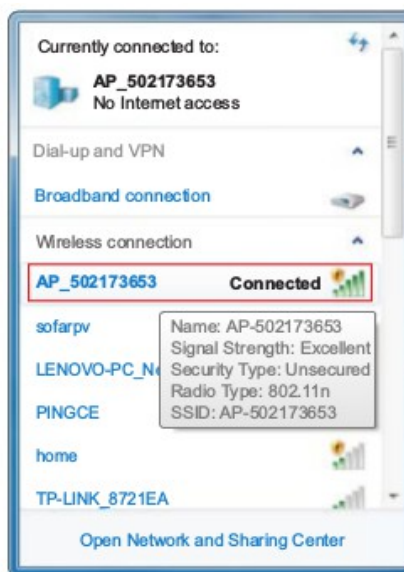 Currently connected to:
AP_502173653
No Internet access
Dial-up and VPN
Broadband connection
Wireless connection
AP_502173653 Connected
sofarpv
Name: AP-502173653
Signal Strength: Excellent
Security Type: Unsecured
Radio Type: 802.11n
SSID: AP-502173653
PINGCE
home
TP-LINK_8721EA
Open Network and Sharing Center